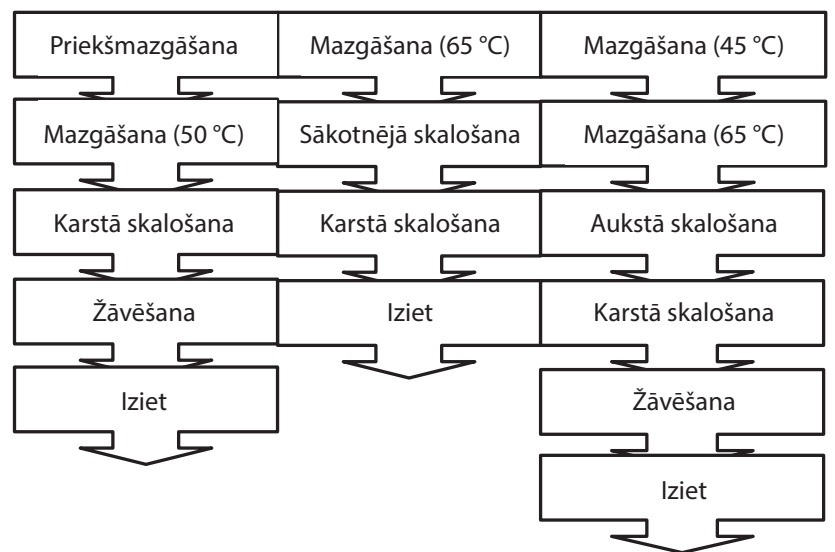 Priekšmazgāšana
Mazgāšana (50 °C)
Karstā skalošana
Žāvēšana
Iziet
Mazgāšana (65 °C)
Sākotnējā skalošana
Karstā skalošana
Iziet
Mazgāšana (45 °C)
Mazgāšana (65 °C)
Aukstā skalošana
Karstā skalošana
Žāvēšana
Iziet